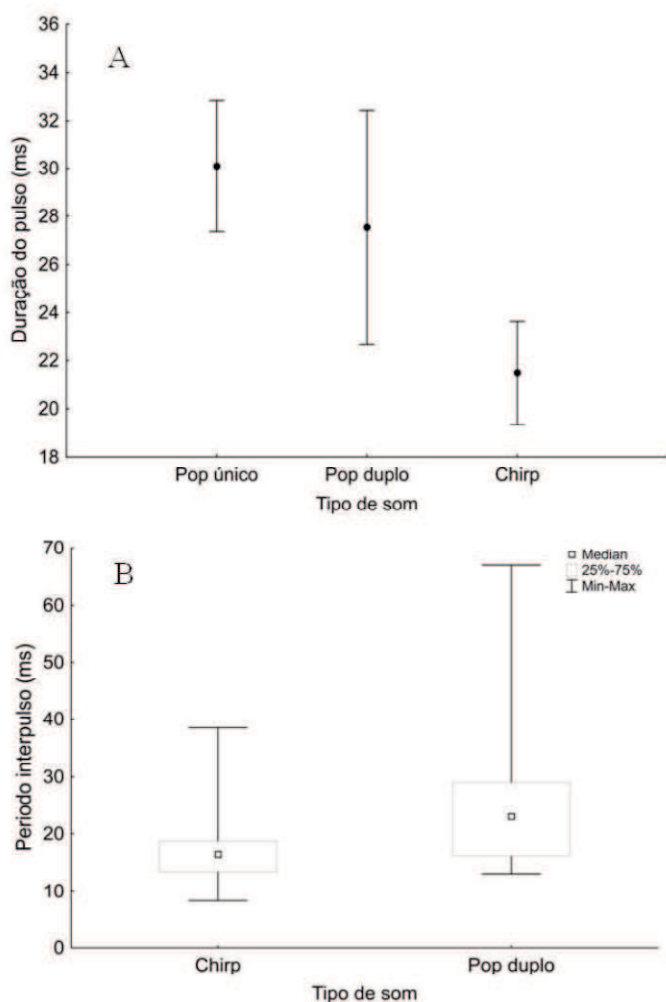 A
36
34
32
30
28
26
24
22
20
18
Duração do pulso (ms)
Pop único Pop duplo Chirp
Tipo de som
B
70
60
50
40
30
20
10
0
Periodo interpulso (ms)
Median
25%-75%
Min-Max
Chirp Pop duplo
Tipo de som